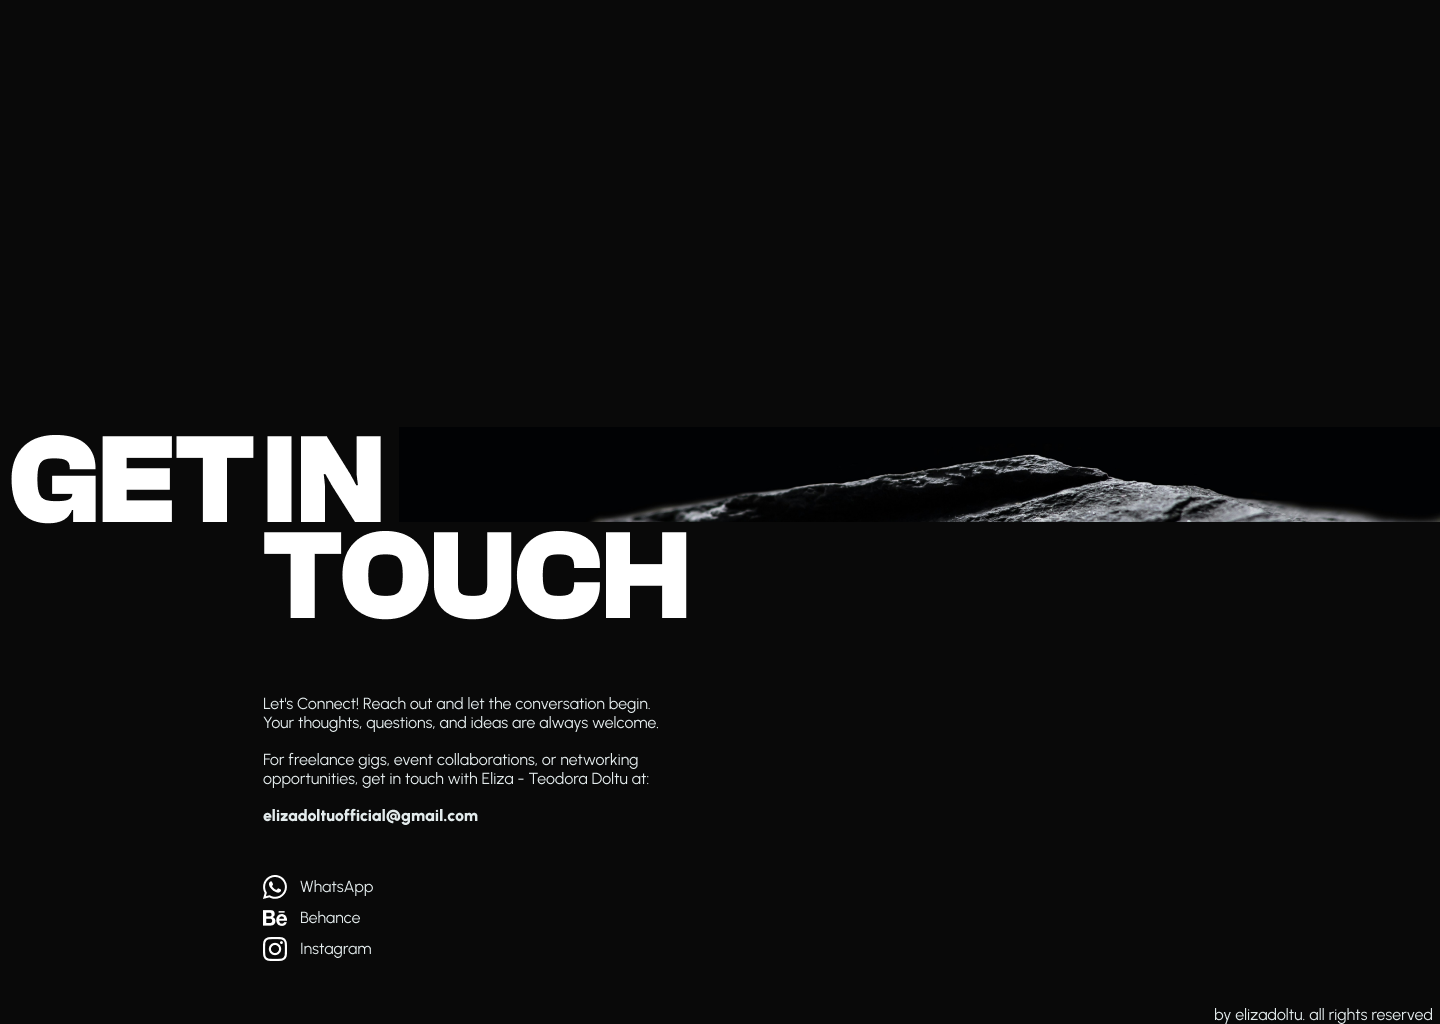 GET IN
TOUCH
Let's Connect! Reach out and let the conversation begin.
Your thoughts, questions, and ideas are always welcome.
For freelance gigs, event collaborations, or networking
opportunities, get in touch with Eliza - Teodora Doltu at:
elizadoltuofficial@gmail.com
WhatsApp
Bē Behance
Instagram
by elizadoltu. all rights reserved